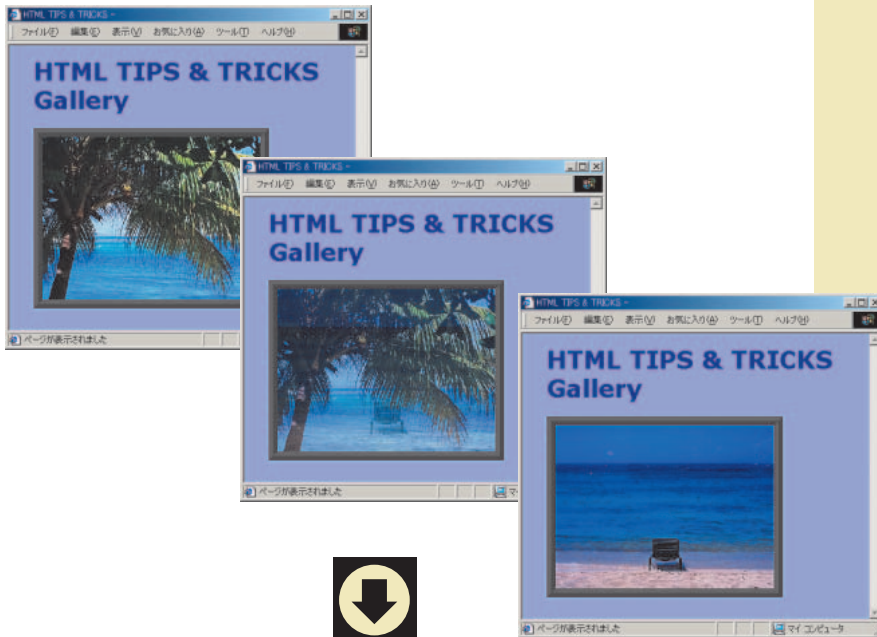 HTML TIPS & TRICKS -
ファイル(F) 編集(E) 表示(V) お気に入り(A) ツール(T) ヘルプ(H)
HTML TIPS & TRICKS
Gallery
ページが表示されました
HTML TIPS & TRICKS -
ファイル(F) 編集(E) 表示(V) お気に入り(A) ツール(T) ヘルプ(H)
HTML TIPS & TRICKS
Gallery
ページが表示されました マ
HTML TIPS & TRICKS -
ファイル(F) 編集(E) 表示(V) お気に入り(A) ツール(T) ヘルプ(H)
HTML TIPS & TRICKS
Gallery
ページが表示されました マイ コンピュータ